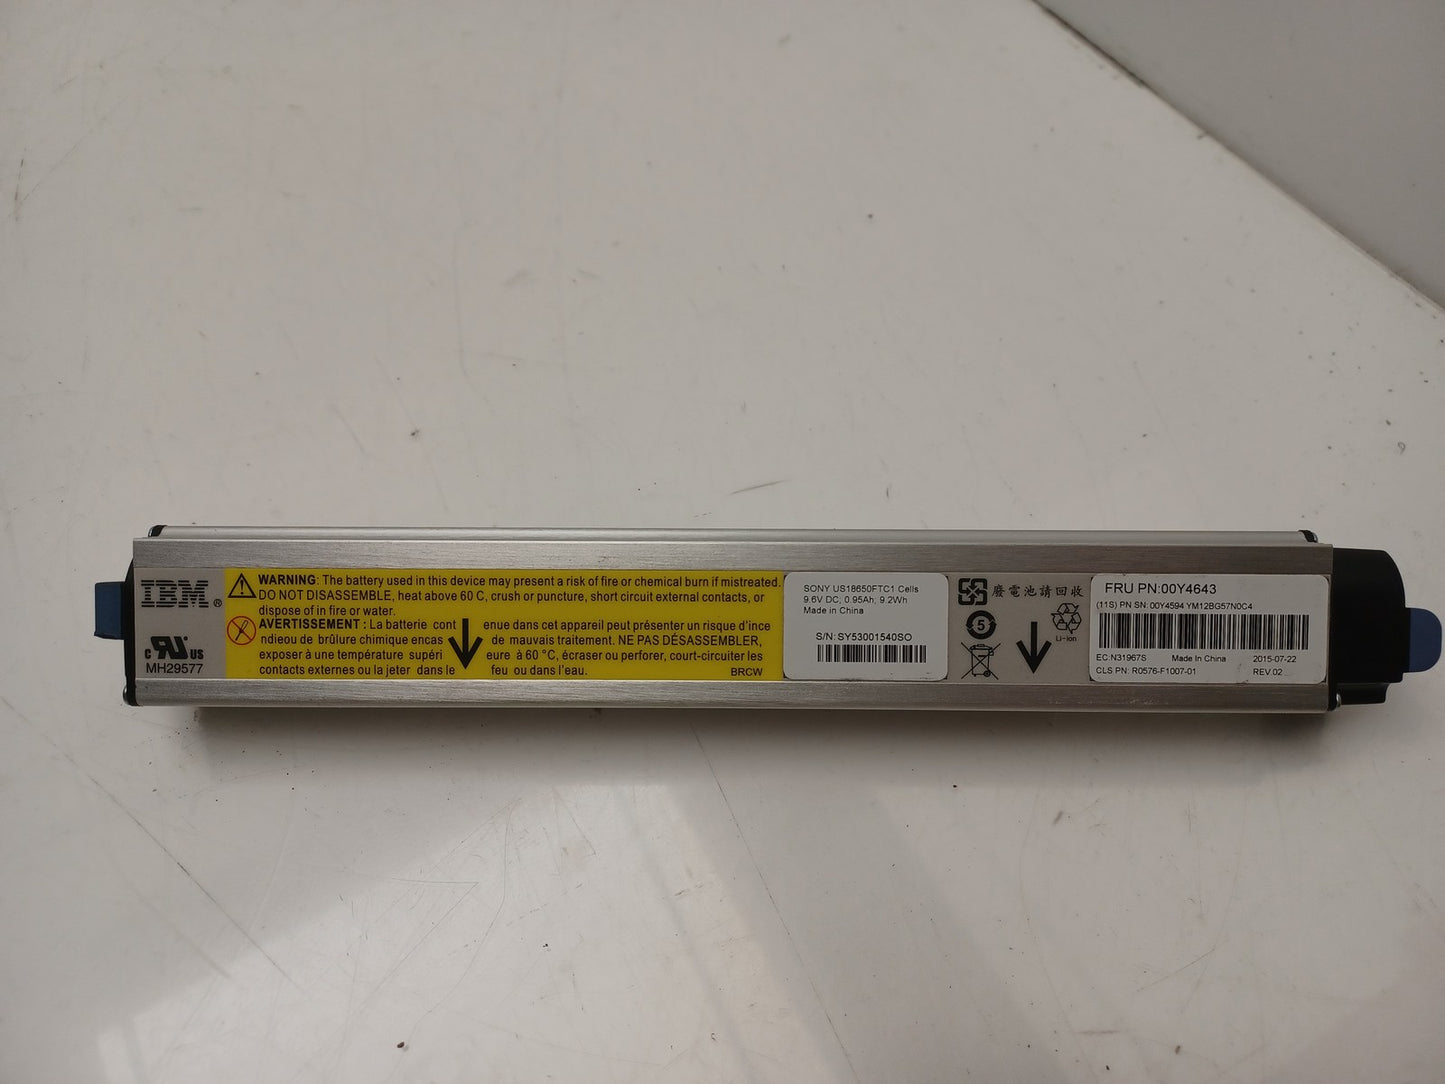 IBM®
c RU US
MH29577
WARNING: The battery used in this device may present a risk of fire or chemical burn if mistreated.
DO NOT DISASSEMBLE, heat above 60 C, crush or puncture, short circuit external contacts, or
dispose of in fire or water.
AVERTISSEMENT : La batterie cont enue dans cet appareil peut présenter un risque d'ince
ndieou de brûlure chimique encas de mauvais traitement. NE PAS DÉSASSEMBLER,
exposer à une température supéri eure à 60 °C, écraser ou perforer, court-circuiter les
contacts externes ou la jeter dans le feu ou dans l'eau.
BRCW
SONY US18650FTC1 Cells
9.6V DC; 0.95Ah; 9.2Wh
Made in China
S/N: SY53001540SO
廢電池請回收
5
Li-ion
FRU PN:00Y4643
(11S) PN SN: 00Y4594 YM12BG57N0C4
EC:N31967S Made In China 2015-07-22
CLS PN: R0576-F1007-01 REV.02